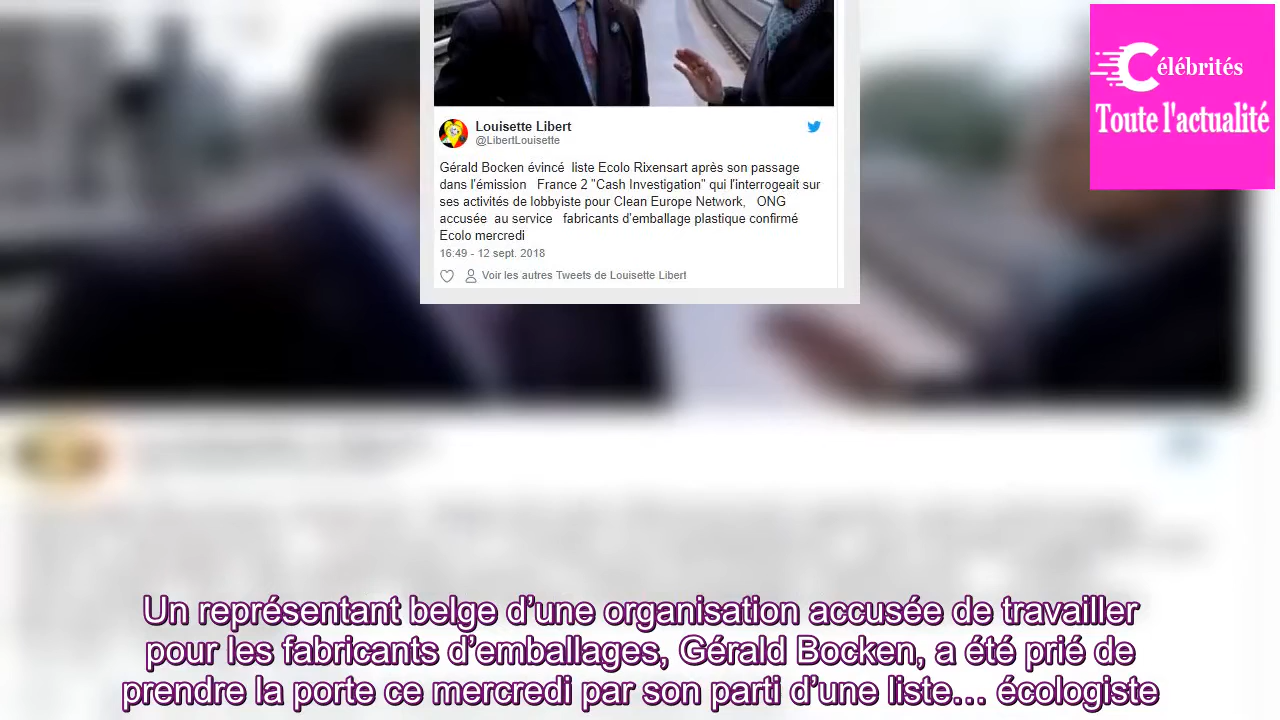 Célébrités
Toute l'actualité
Louisette Libert
@LibertLouisette
Gérald Bocken évincé liste Ecolo Rixensart après son passage
dans l'émission France 2 "Cash Investigation" qui l'interrogeait sur
ses activités de lobbyiste pour Clean Europe Network, ONG
accusée au service fabricants d'emballage plastique confirmé
Ecolo mercredi
16:49 - 12 sept. 2018
Voir les autres Tweets de Louisette Libert
Un représentant belge d’une organisation accusée de travailler
pour les fabricants d’emballages, Gérald Bocken, a été prié de
prendre la porte ce mercredi par son parti d’une liste… écologiste